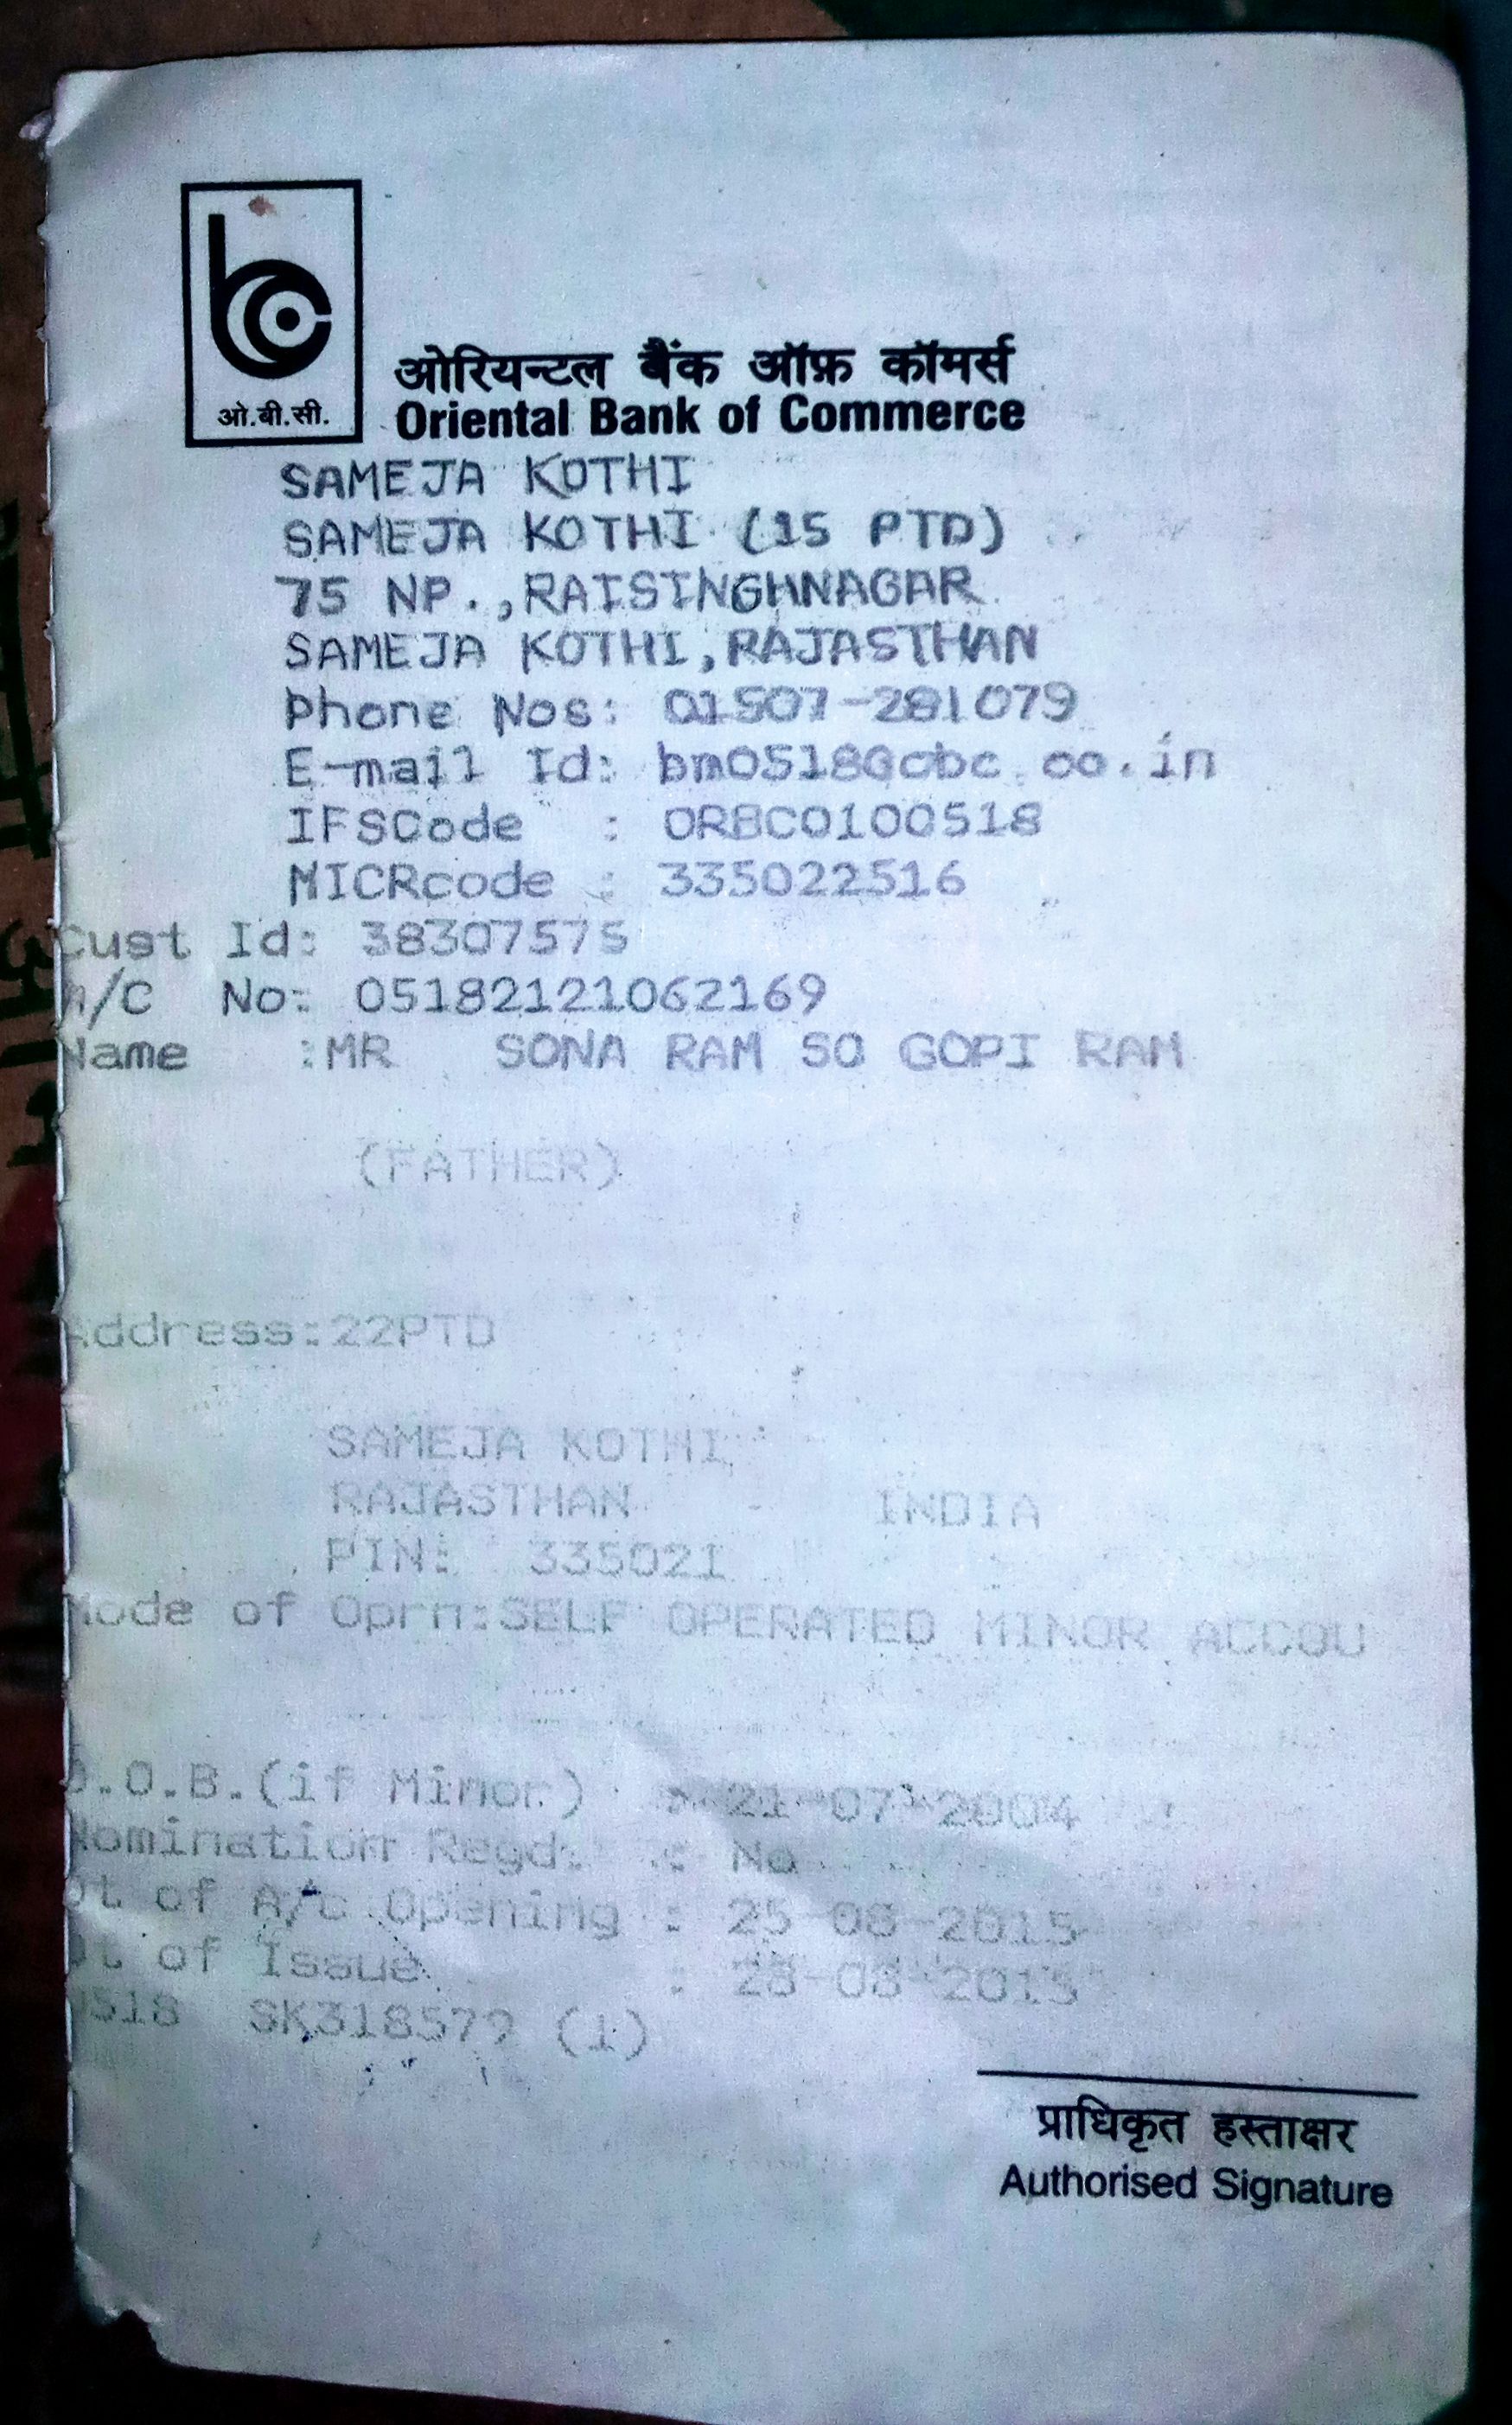 ओ.बी.सी.
ओरियन्टल बैंक ऑफ़ कॉमर्स
Oriental Bank of Commerce
SAMEJA KOTHI
SAMEJA KOTHI (15 PTD)
75 NP.,RAISINGHNAGAR
SAMEJA KOTHI,RAJASTHAN
Phone Nos: 01507-281079
E-mail Id: bm0518@obc.co.in
IFSCode : ORBC0100518
MICRcode : 335022516
Cust Id: 38307575
A/C No: 05182121062169
Name :MR SONA RAM SO GOPI RAM
(FATHER)
Address:22PTD
SAMEJA KOTHI
RAJASTHAN INDIA
PIN: 335021
Mode of Oprn:SELF OPERATED MINOR ACCOU
D.O.B.(if Minor) : 21-07-2004
Nomination Regd. : No
Dt of A/c Opening : 25-08-2015
Dt of Issue : 28-08-2015
0518 SK318579 (1)
प्राधिकृत हस्ताक्षर
Authorised Signature